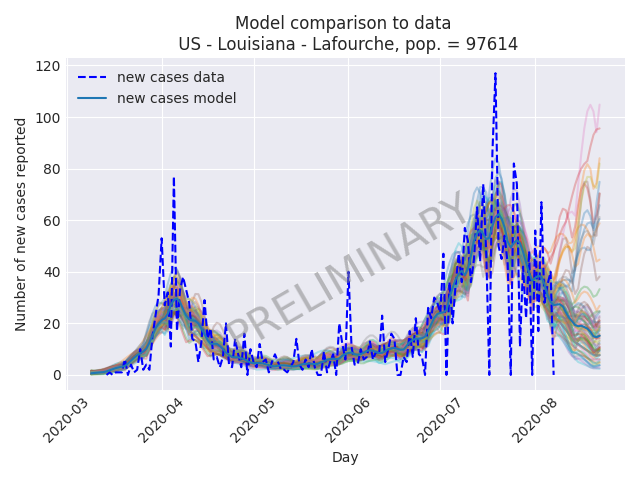 Model comparison to data
US - Louisiana - Lafourche, pop. = 97614
120
100
80
60
40
20
0
Number of new cases reported
new cases data
new cases model
PRELIMINARY
2020-03
2020-04
2020-05
2020-06
2020-07
2020-08
Day